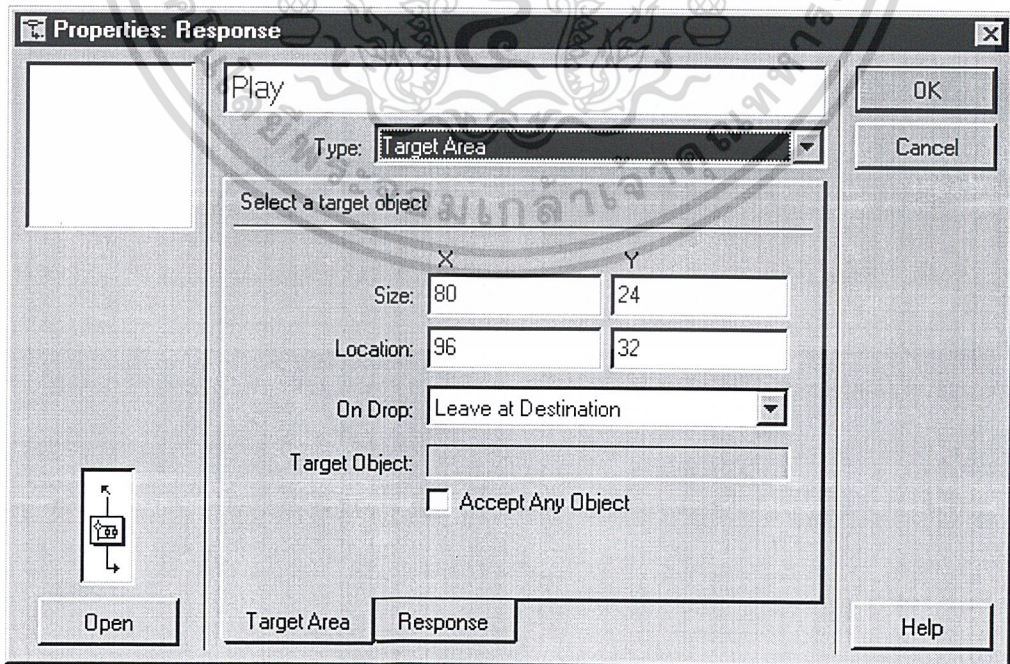 Properties: Response
Play
OK
Type: Target Area
Cancel
Select a target object
X Y
Size: 80 24
Location: 96 32
On Drop: Leave at Destination
Target Object:
Accept Any Object
Open
Target Area
Response
Help